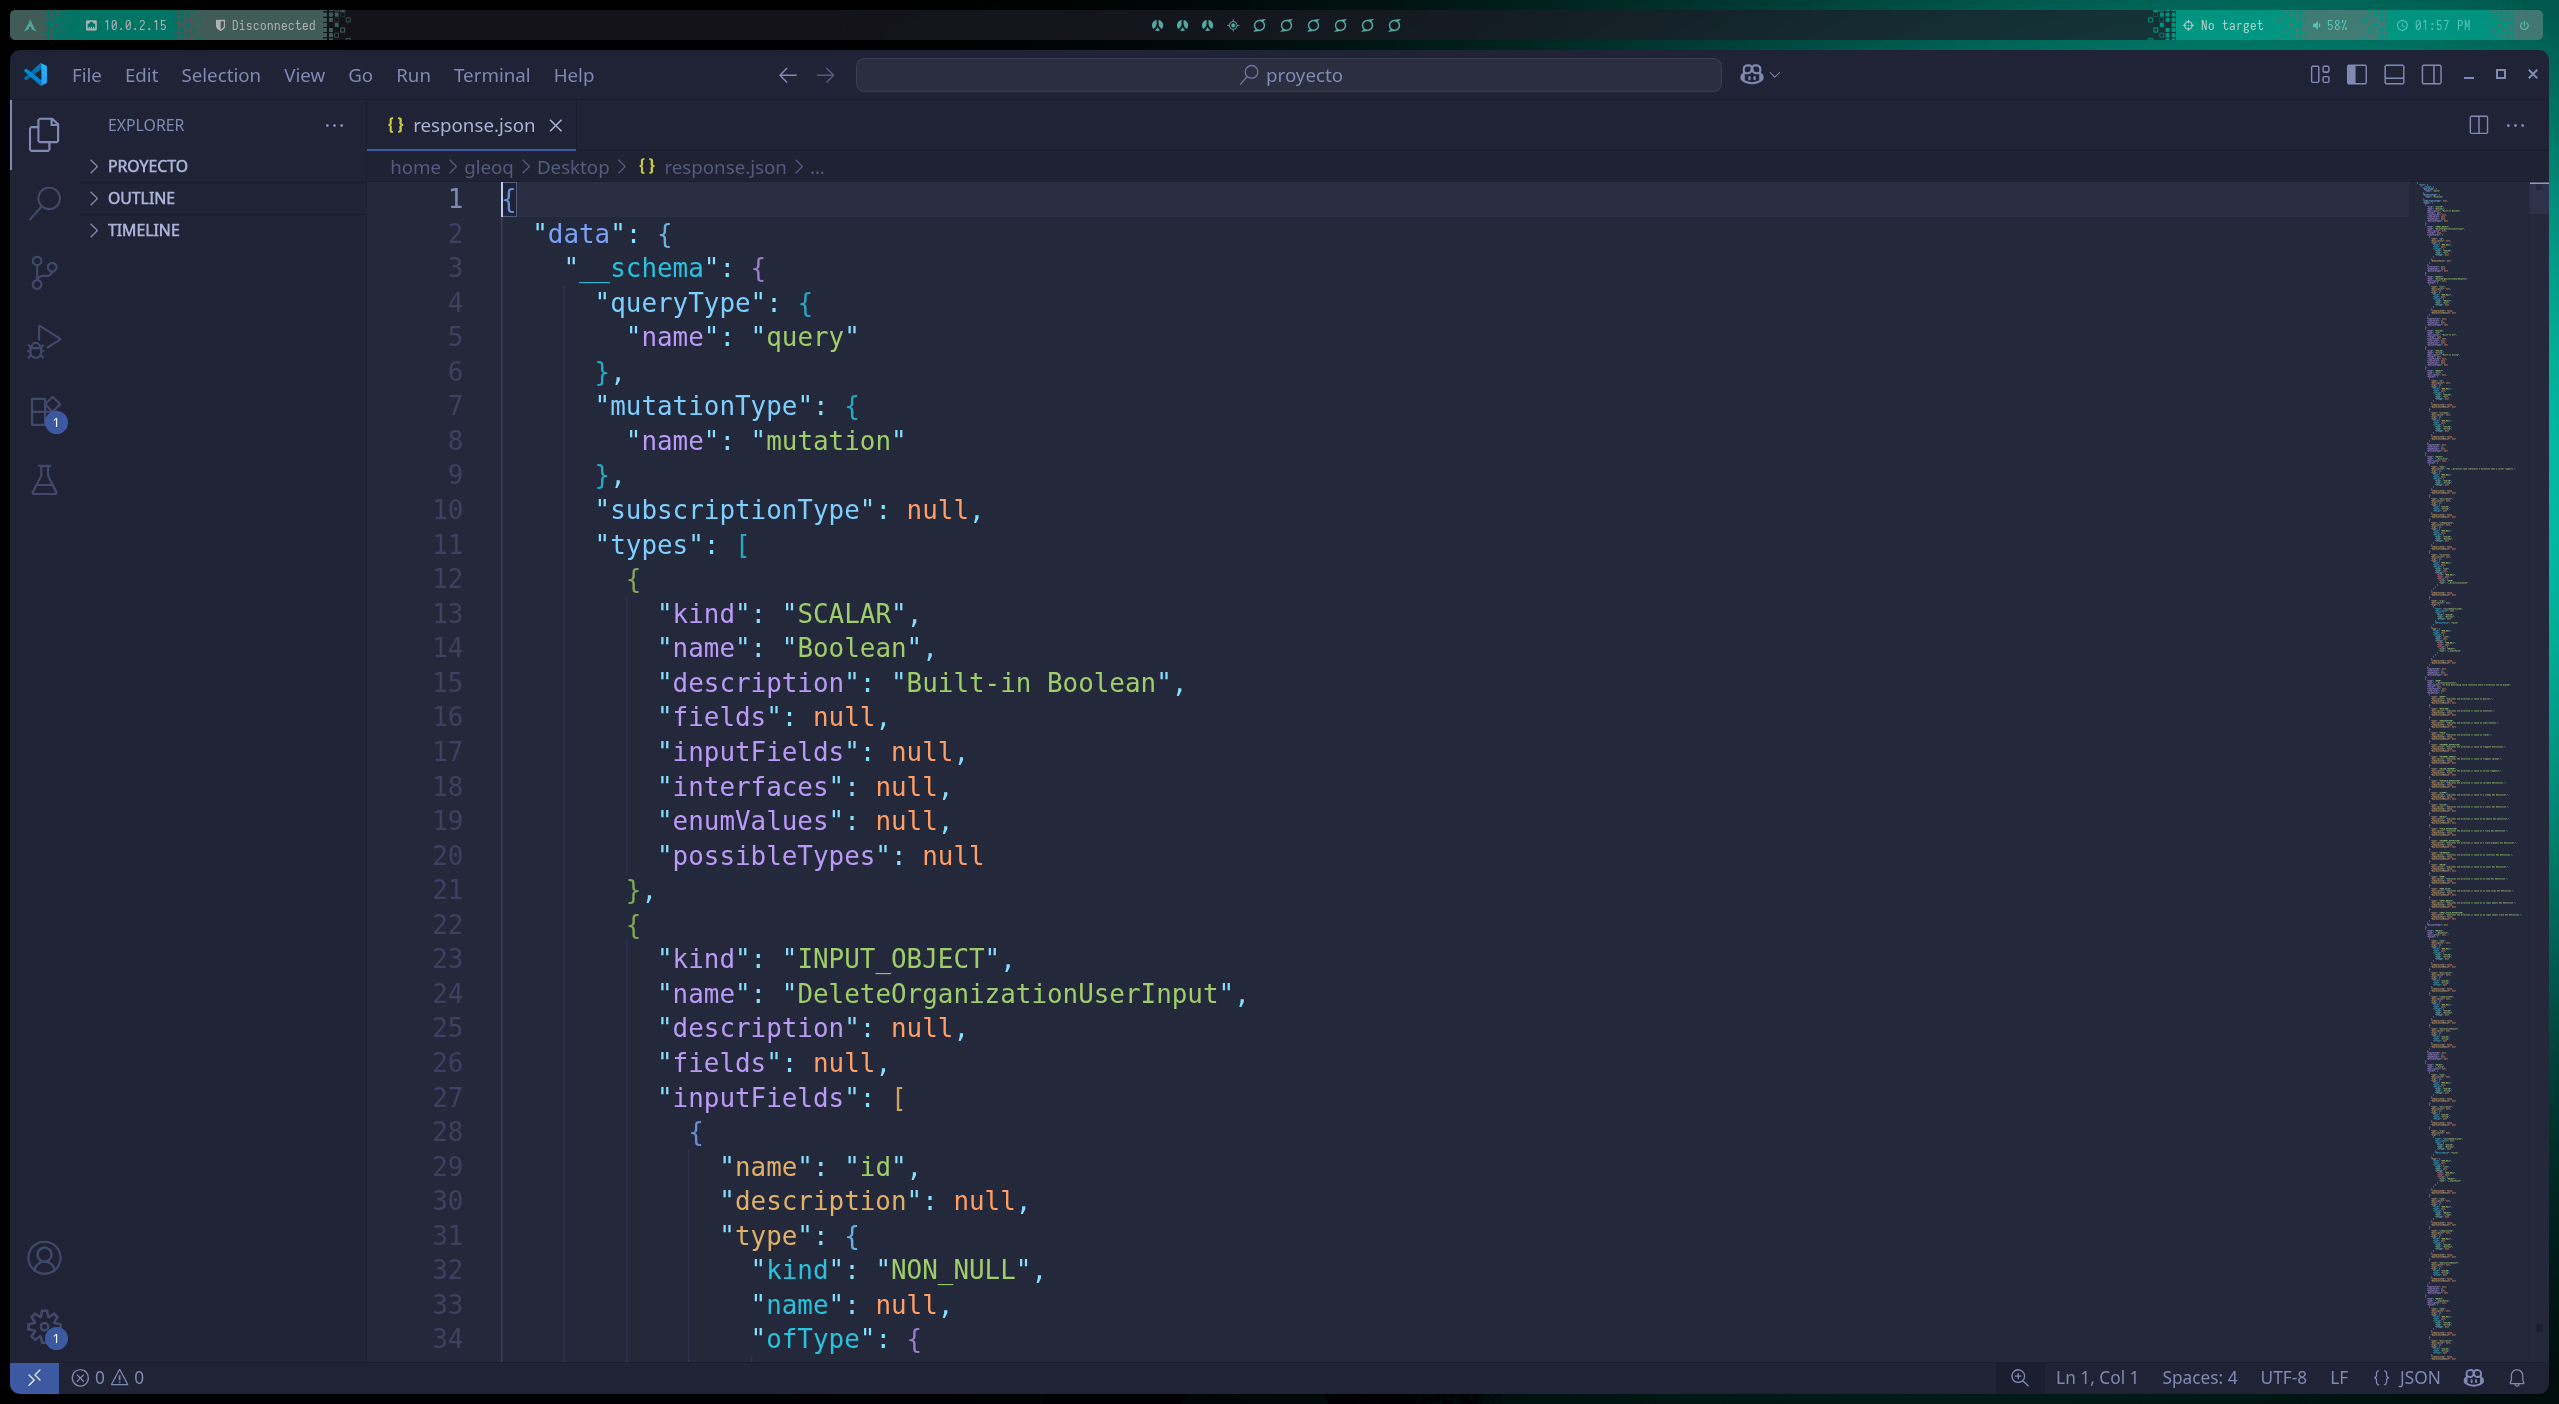 10.0.2.15 Disconnected No target 58% 01:57 PM
File Edit Selection View Go Run Terminal Help proyecto
EXPLORER
PROYECTO
OUTLINE
TIMELINE
response.json
home > gleoq > Desktop > {} response.json > ...
1 {
2 "data": {
3 "__schema": {
4 "queryType": {
5 "name": "query"
6 },
7 "mutationType": {
8 "name": "mutation"
9 },
10 "subscriptionType": null,
11 "types": [
12 {
13 "kind": "SCALAR",
14 "name": "Boolean",
15 "description": "Built-in Boolean",
16 "fields": null,
17 "inputFields": null,
18 "interfaces": null,
19 "enumValues": null,
20 "possibleTypes": null
21 },
22 {
23 "kind": "INPUT_OBJECT",
24 "name": "DeleteOrganizationUserInput",
25 "description": null,
26 "fields": null,
27 "inputFields": [
28 {
29 "name": "id",
30 "description": null,
31 "type": {
32 "kind": "NON_NULL",
33 "name": null,
34 "ofType": {
1
1
0 0 Ln 1, Col 1 Spaces: 4 UTF-8 LF {} JSON